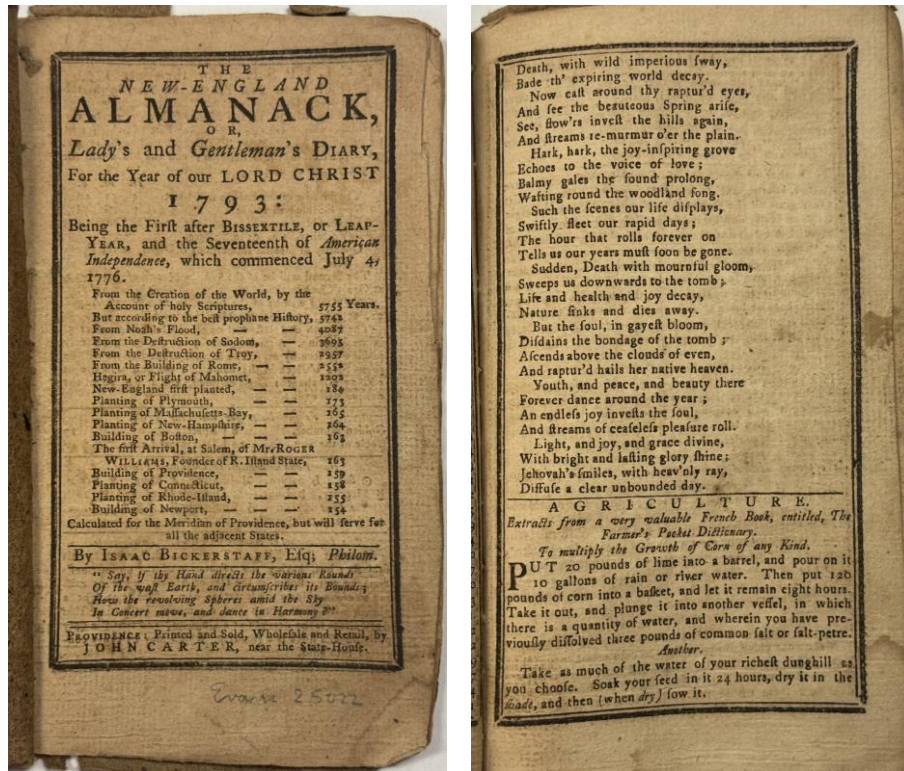 THE
NEW-ENGLAND
ALMANACK,
OR,
Lady's and Gentleman's DIARY,
For the Year of our LORD CHRIST
1793:
Being the Firſt after BISSEXTILE, or LEAP-
YEAR, and the Seventeenth of American
Independence, which commenced July 4,
1776.
From the Creation of the World, by the
Account of holy Scriptures, 5755 Years.
But according to the beſt prophane Hiſtory, 5742
From Noah's Flood, — — 4087
From the Deſtruction of Sodom, — 3695
From the Deſtruction of Troy, — 2957
From the Building of Rome, — — 2552
Hegira, or Flight of Mahomet, — 1202
New-England firſt planted, — — 184
Planting of Plymouth, — — 173
Planting of Maſſachuſetts-Bay, — 165
Planting of New-Hampſhire, — 164
Building of Boſton, — — — 163
The firſt Arrival, at Salem, of Mr. ROGER
WILLIAMS, Founder of R. Iſland State, 163
Building of Providence, — — 159
Planting of Connecticut, — — 158
Planting of Rhode-Iſland, — — 155
Building of Newport, — — 154
Calculated for the Meridian of Providence, but will ſerve for
all the adjacent States.
By ISAAC BICKERSTAFF, Eſq; Philom.
"Say, if thy Hand directs the various Rounds
Of the vaſt Earth, and circumſcribes its Bounds;
How the revolving Spheres amid the Sky
In Concert move, and dance in Harmony?"
PROVIDENCE: Printed and Sold, Wholeſale and Retail, by
JOHN CARTER, near the State-Houſe.
Evans
Death, with wild imperious ſway,
Bade th' expiring world decay.
Now caſt around thy raptur'd eyes,
And ſee the beauteous Spring ariſe,
See, flow'rs inveſt the hills again,
And ſtreams re-murmur o'er the plain.
Hark, hark, the joy-inſpiring grove
Echoes to the voice of love;
Balmy gales the ſound prolong,
Wafting round the woodland ſong.
Such the ſcenes our life diſplays,
Swiftly fleet our rapid days;
The hour that rolls forever on
Tells us our years muſt ſoon be gone.
Sudden, Death with mournful gloom,
Sweeps us downwards to the tomb;
Life and health and joy decay,
Nature ſinks and dies away.
But the ſoul, in gayeſt bloom,
Diſdains the bondage of the tomb;
Aſcends above the clouds of even,
And raptur'd hails her native heaven.
Youth, and peace, and beauty there
Forever dance around the year;
An endleſs joy inveſts the ſoul,
And ſtreams of ceaſeleſs pleaſure roll.
Light, and joy, and grace divine,
With bright and laſting glory ſhine;
Jehovah's ſmiles, with heav'nly ray,
Diffuſe a clear unbounded day.
AGRICULTURE.
Extracts from a very valuable French Book, entitled, The
Farmer's Pocket Dictionary.
To multiply the Growth of Corn of any Kind.
PUT 20 pounds of lime into a barrel, and pour on it
10 gallons of rain or river water. Then put 120
pounds of corn into a baſket, and let it remain eight hours.
Take it out, and plunge it into another veſſel, in which
there is a quantity of water, and wherein you have pre-
viouſly diſſolved three pounds of common ſalt or ſalt-petre.
Another.
Take as much of the water of your richeſt dunghill as
you chooſe. Soak your ſeed in it 24 hours, dry it in the
ſhade, and then (when dry) ſow it.